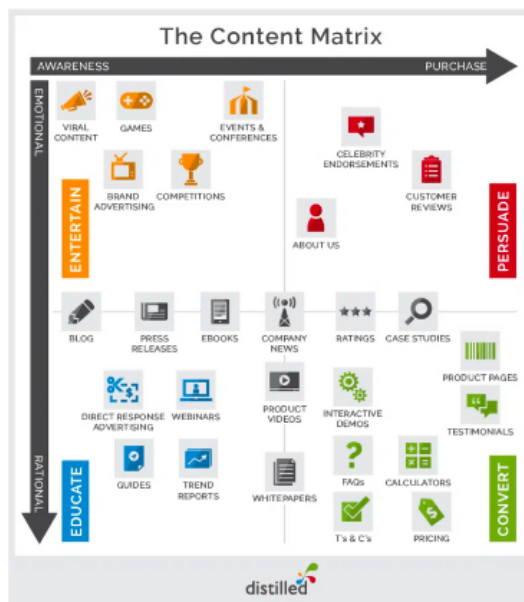 The Content Matrix
AWARENESS
PURCHASE
EMOTIONAL
RATIONAL
VIRAL
CONTENT
GAMES
EVENTS &
CONFERENCES
CELEBRITY
ENDORSEMENTS
BRAND
ADVERTISING
COMPETITIONS
CUSTOMER
REVIEWS
ABOUT US
ENTERTAIN
PERSUADE
BLOG
PRESS
RELEASES
EBOOKS
COMPANY
NEWS
RATINGS
CASE STUDIES
PRODUCT PAGES
DIRECT RESPONSE
ADVERTISING
WEBINARS
PRODUCT
VIDEOS
INTERACTIVE
DEMOS
TESTIMONIALS
GUIDES
TREND
REPORTS
WHITEPAPERS
FAQs
CALCULATORS
T's & C's
PRICING
EDUCATE
CONVERT
distilled